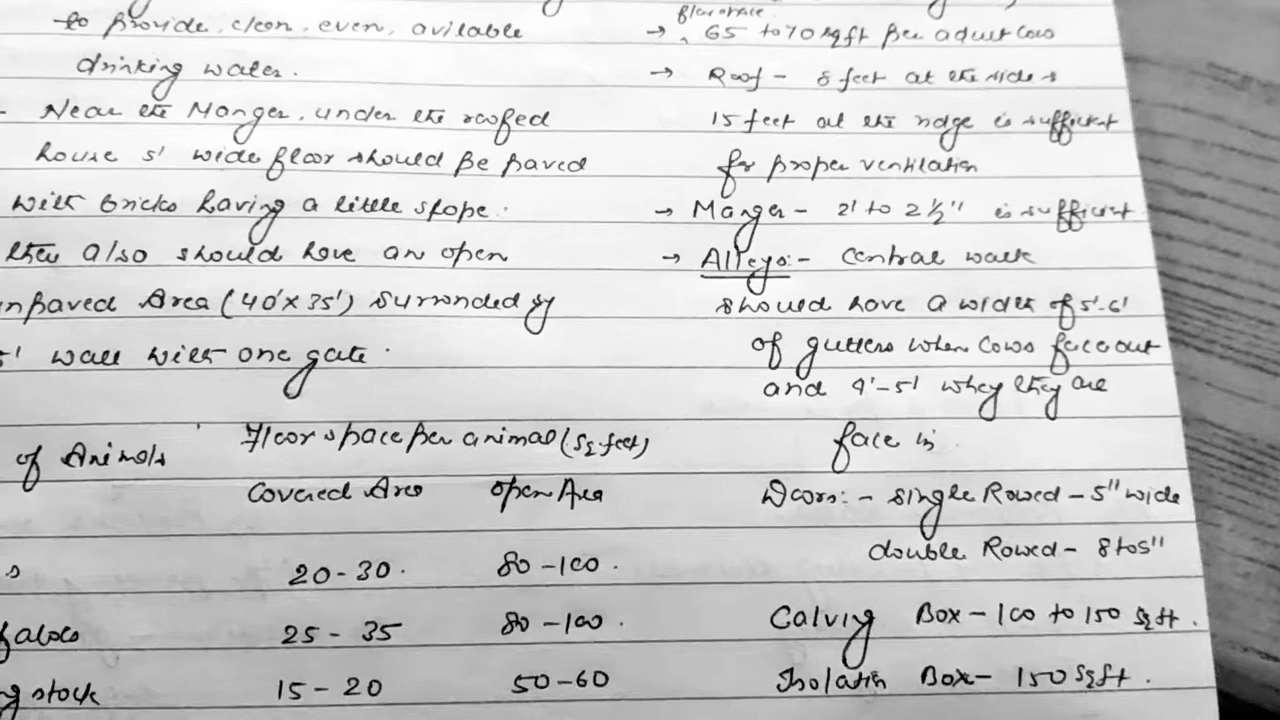 to provide, clean, even, avilable
drinking water.
- Near the Manger, under the roofed
house 5' wide floor should be paved
with bricks having a little slope.
they also should have an open
npaved Area (40'x35') surronded by
5' wall with one gate.
of Animals
Floor space per animal (sq feet)
Covered Area open Area
s 20-30. 80-100.
faloes 25-35 80-100.
g stock 15-20 50-60
floor space
→ 65 to 70 sqft per adult cow
→ Roof - 8 feet at the sides
15 feet at the ridge is sufficient
for proper ventilation
→ Manger - 2' to 2½" is sufficient
→ Alleys:- Central walk
should have a width of 5'-6'
of gutters when cows face out
and 4'-5' whey they are
face in.
Doors:- single Rowed - 5" wide
double Rowed - 8 to 5"
Calving Box - 100 to 150 sqft.
Isolatin Box - 150 sqft.